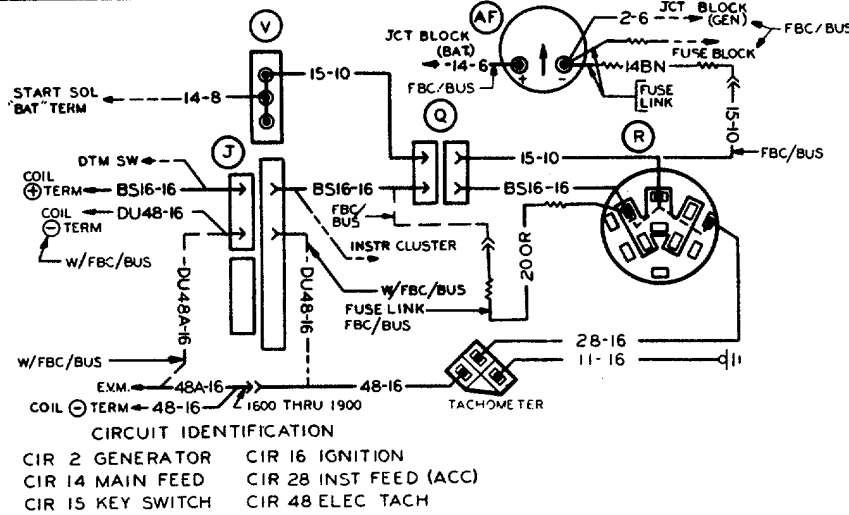 V
AF
2-6
JCT BLOCK
(GEN)
FBC/BUS
JCT BLOCK
(BAT)
14-6
FUSE BLOCK
+
-
14BN
FBC/BUS
FUSE
LINK
15-10
START SOL
"BAT" TERM
14-8
15-10
Q
R
FBC/BUS
J
DTM SW
15-10
COIL
+ TERM
BS16-16
BS16-16
BS16-16
COIL
- TERM
DU48-16
FBC/
BUS
INSTR CLUSTER
20OR
W/FBC/BUS
DU48A-16
DU48-16
W/FBC/BUS
FUSE LINK
FBC/BUS
28-16
11-16
W/FBC/BUS
E.V.M.
48A-16
48-16
COIL - TERM
48-16
1600 THRU 1900
TACHOMETER
CIRCUIT IDENTIFICATION
CIR 2 GENERATOR CIR 16 IGNITION
CIR 14 MAIN FEED CIR 28 INST FEED (ACC)
CIR 15 KEY SWITCH CIR 48 ELEC TACH